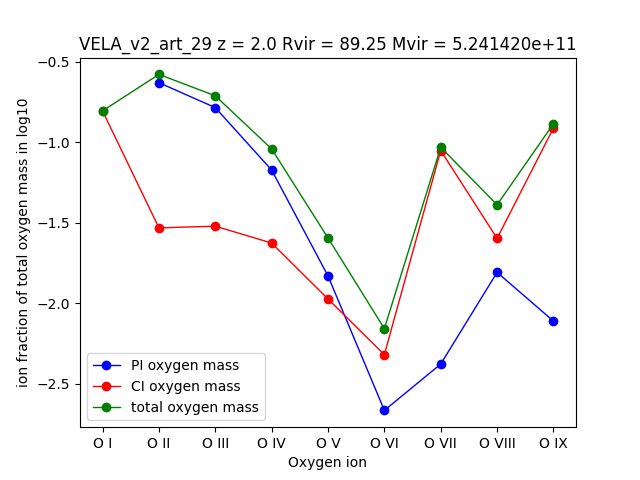 VELA_v2_art_29 z = 2.0 Rvir = 89.25 Mvir = 5.241420e+11
ion fraction of total oxygen mass in log10
−0.5
−1.0
−1.5
−2.0
−2.5
PI oxygen mass
CI oxygen mass
total oxygen mass
O I O II O III O IV O V O VI O VII O VIII O IX
Oxygen ion